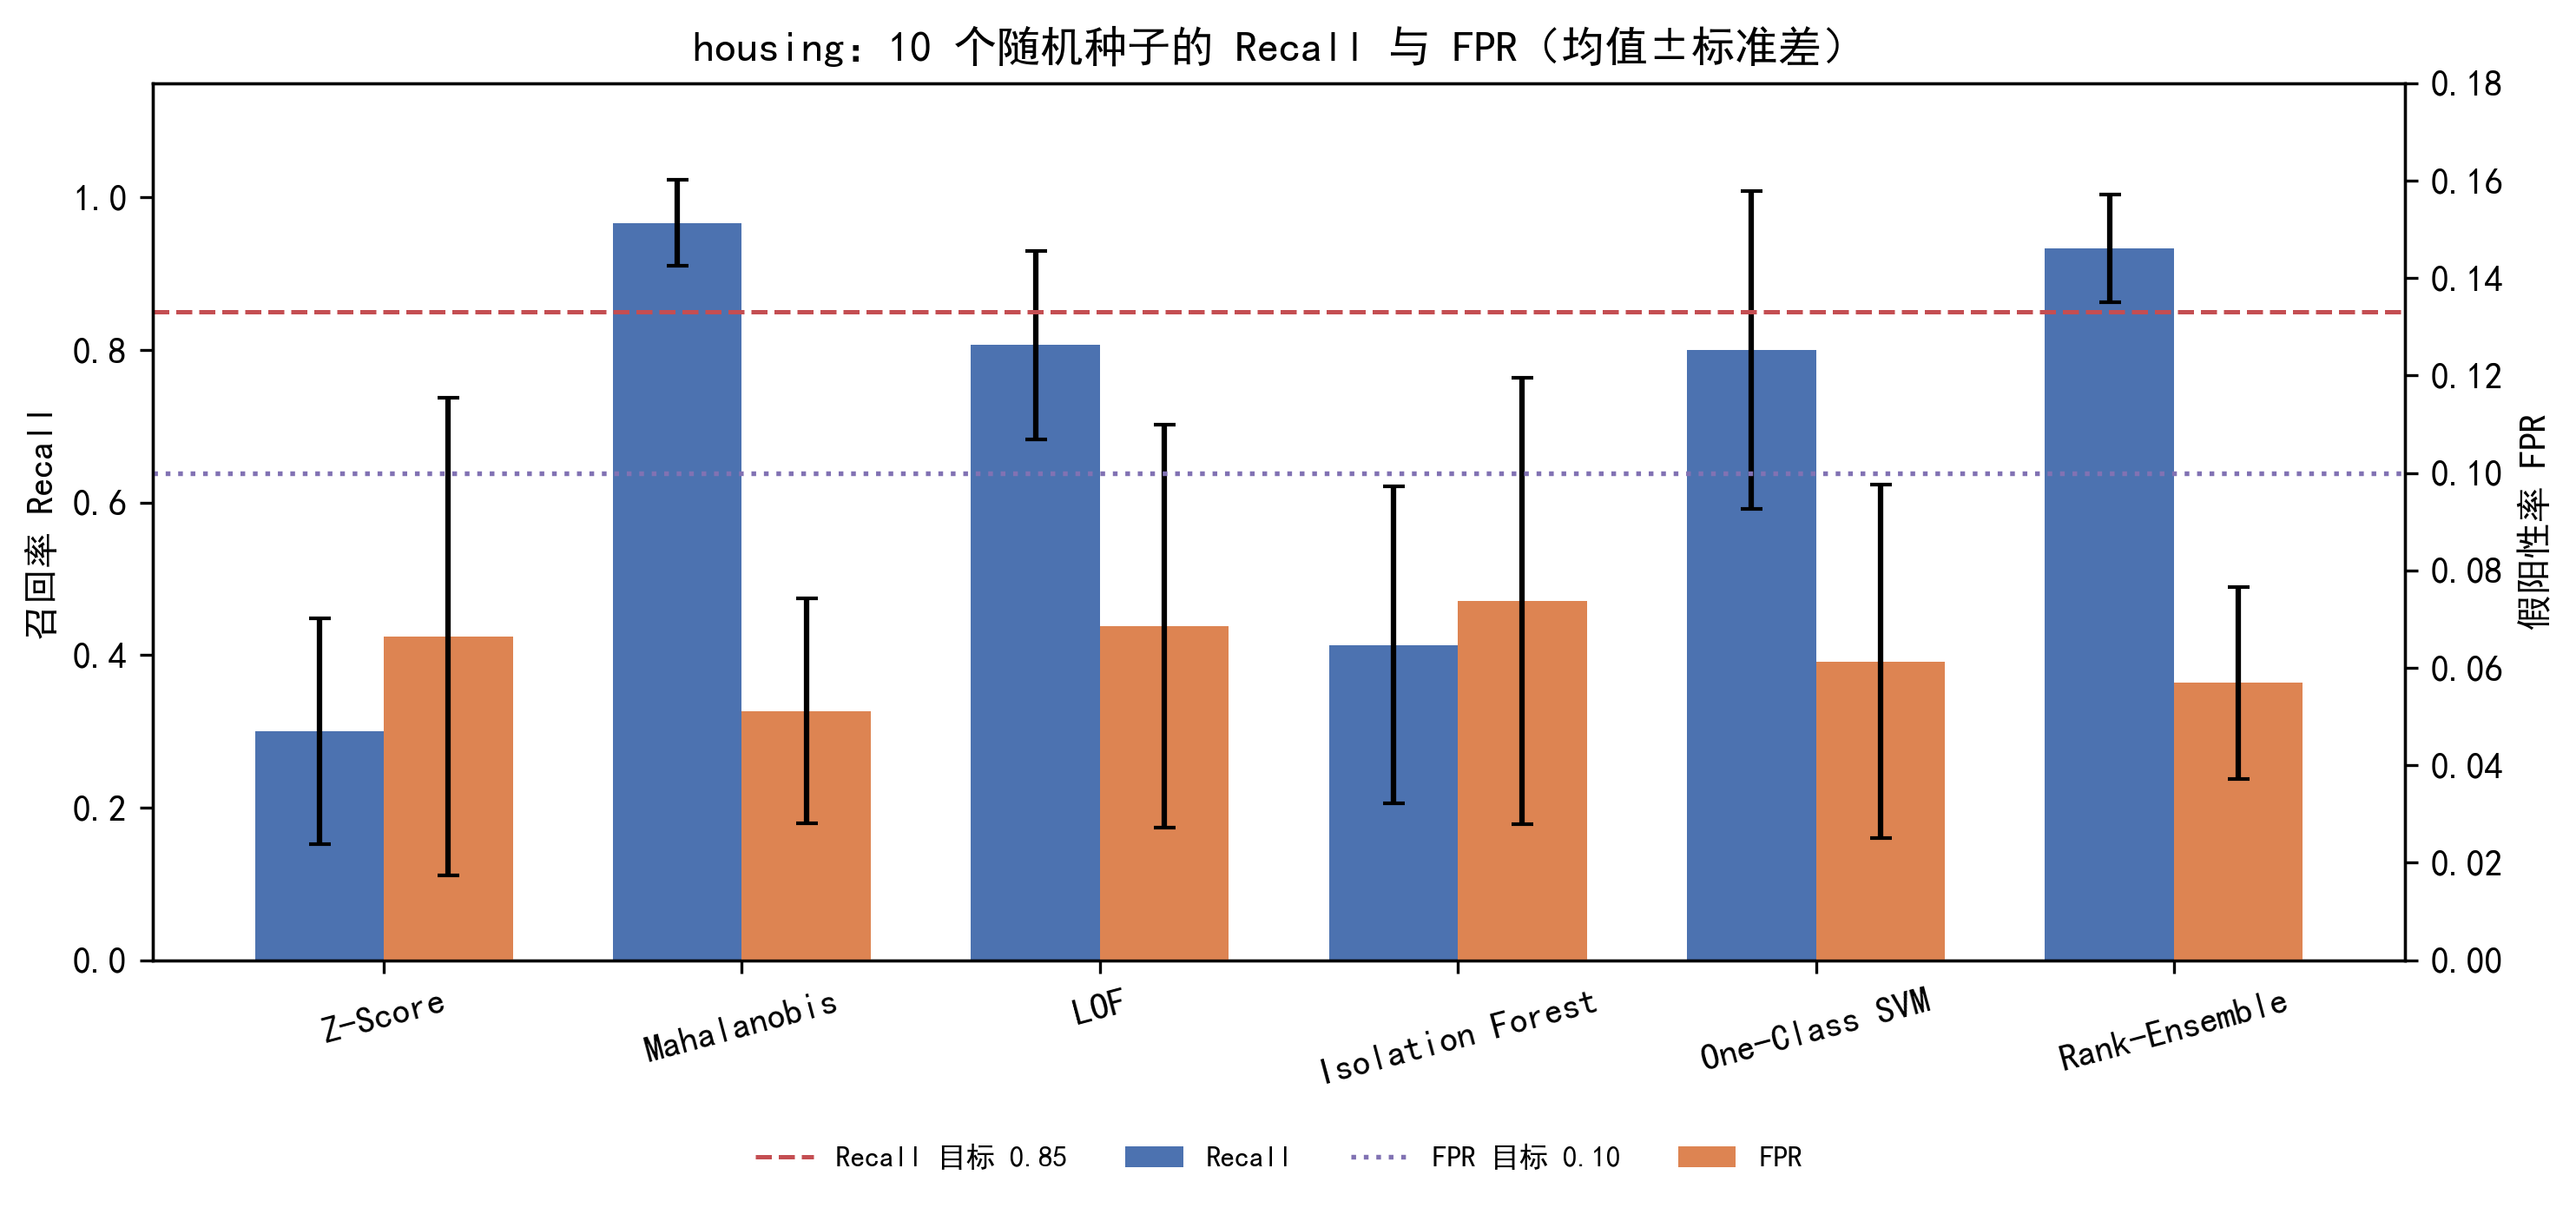 housing：10 个随机种子的 Recall 与 FPR（均值±标准差）
召回率 Recall
1.0
0.8
0.6
0.4
0.2
0.0
0.18
0.16
0.14
0.12
0.10
0.08
0.06
0.04
0.02
0.00
假阳性率 FPR
Z-Score
Mahalanobis
LOF
Isolation Forest
One-Class SVM
Rank-Ensemble
Recall 目标 0.85
Recall
FPR 目标 0.10
FPR